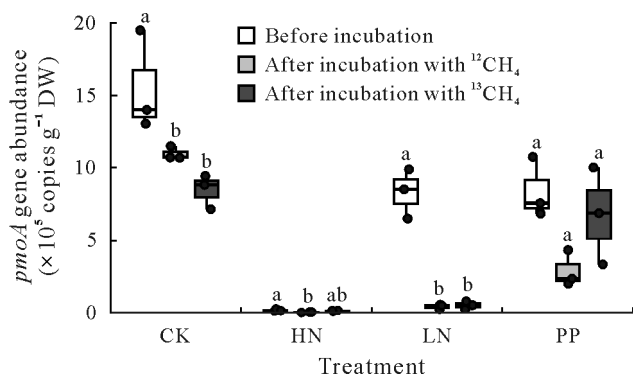 20
15
10
5
0
pmoA gene abundance
(×10⁵ copies g⁻¹ DW)
Before incubation
After incubation with ¹²CH₄
After incubation with ¹³CH₄
a
b
b
a
b
ab
a
b
b
a
a
a
CK
HN
LN
PP
Treatment